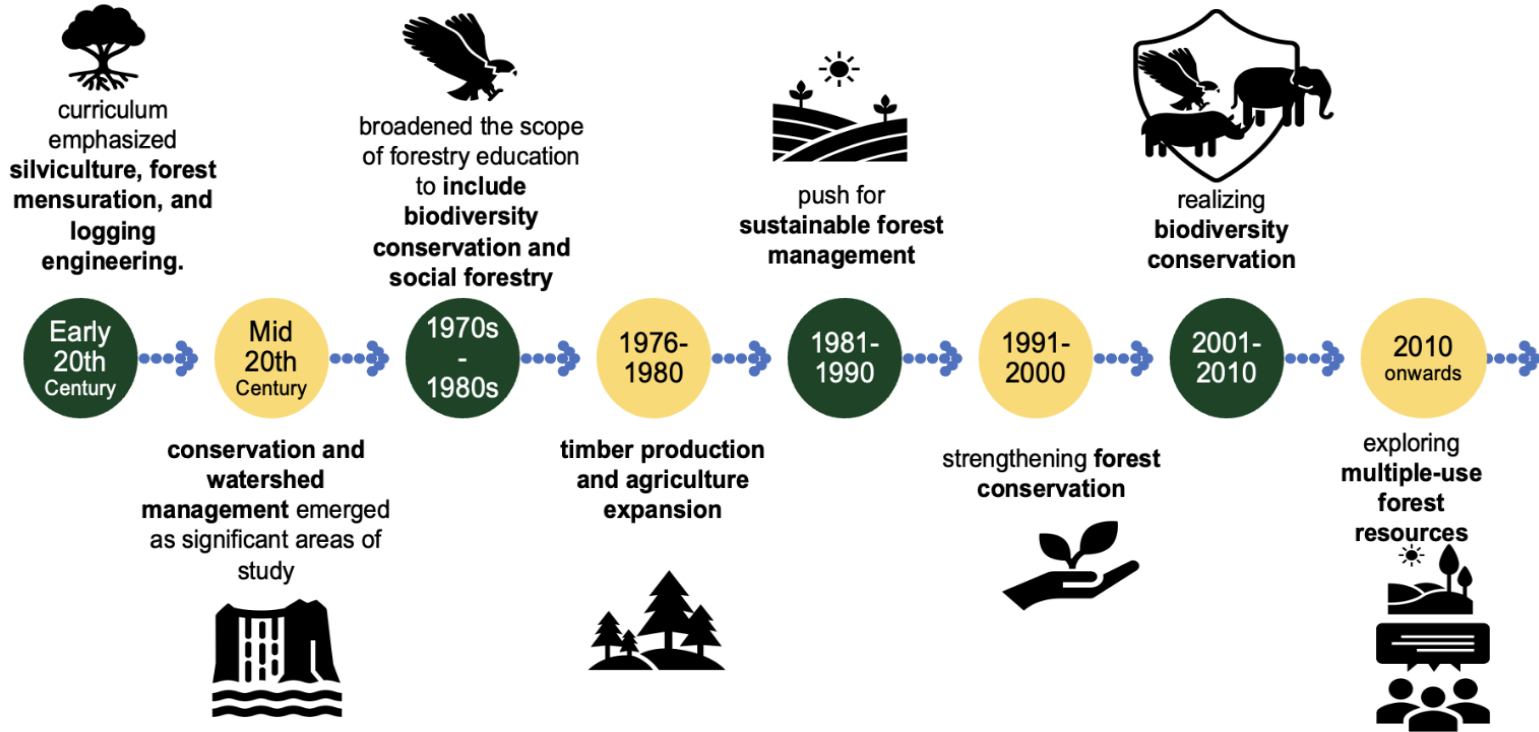 curriculum
emphasized
silviculture, forest
mensuration, and
logging
engineering.
Early
20th
Century
Mid
20th
Century
conservation and
watershed
management emerged
as significant areas of
study
broadened the scope
of forestry education
to include
biodiversity
conservation and
social forestry
1970s
-
1980s
1976-
1980
timber production
and agriculture
expansion
push for
sustainable forest
management
1981-
1990
1991-
2000
strengthening forest
conservation
realizing
biodiversity
conservation
2001-
2010
2010
onwards
exploring
multiple-use
forest
resources